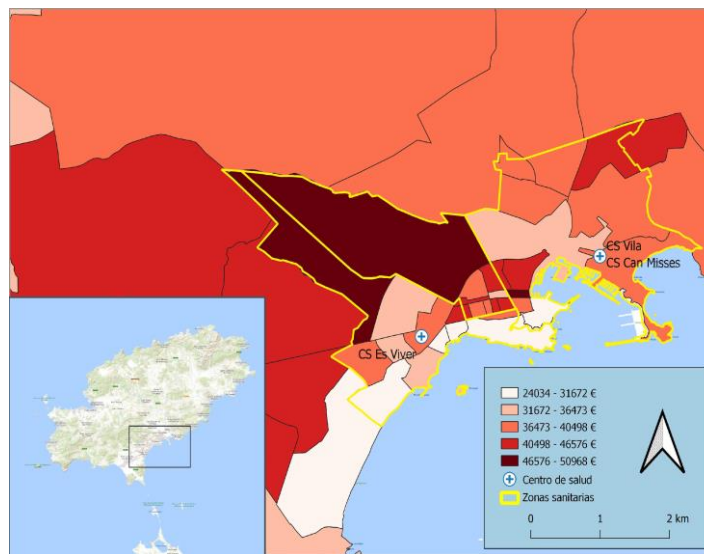 CS Vila
CS Can Misses
CS Es Viver
24034 - 31672 €
31672 - 36473 €
36473 - 40498 €
40498 - 46576 €
46576 - 50968 €
Centro de salud
Zonas sanitarias
0 1 2 km